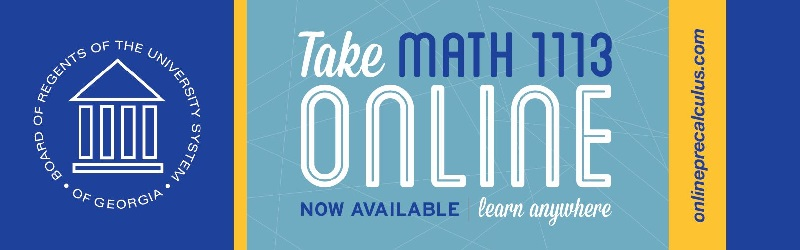 BOARD OF REGENTS OF THE UNIVERSITY SYSTEM
• OF GEORGIA •
Take MATH 1113
ONLINE
NOW AVAILABLE learn anywhere
onlineprecalculus.com